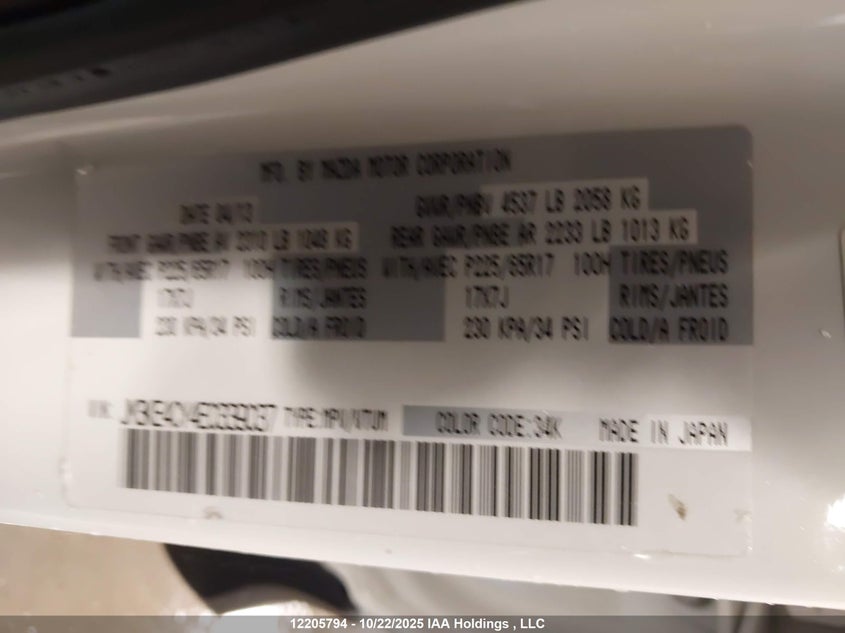 MFD. BY MAZDA MOTOR CORPORATION
DATE 04/13 GVWR/PNBV 4537 LB 2058 KG
FRONT GAWR/PNBE AV 2310 LB 1048 KG REAR GAWR/PNBE AR 2233 LB 1013 KG
WITH/AVEC P225/65R17 100H TIRES/PNEUS WITH/AVEC P225/65R17 100H TIRES/PNEUS
17X7J RIMS/JANTES 17X7J RIMS/JANTES
230 KPA/34 PSI COLD/A FROID 230 KPA/34 PSI COLD/A FROID
VIN: TYPE:MPV/VTUM COLOR CODE:34K MADE IN JAPAN
12205794 - 10/22/2025 IAA Holdings , LLC